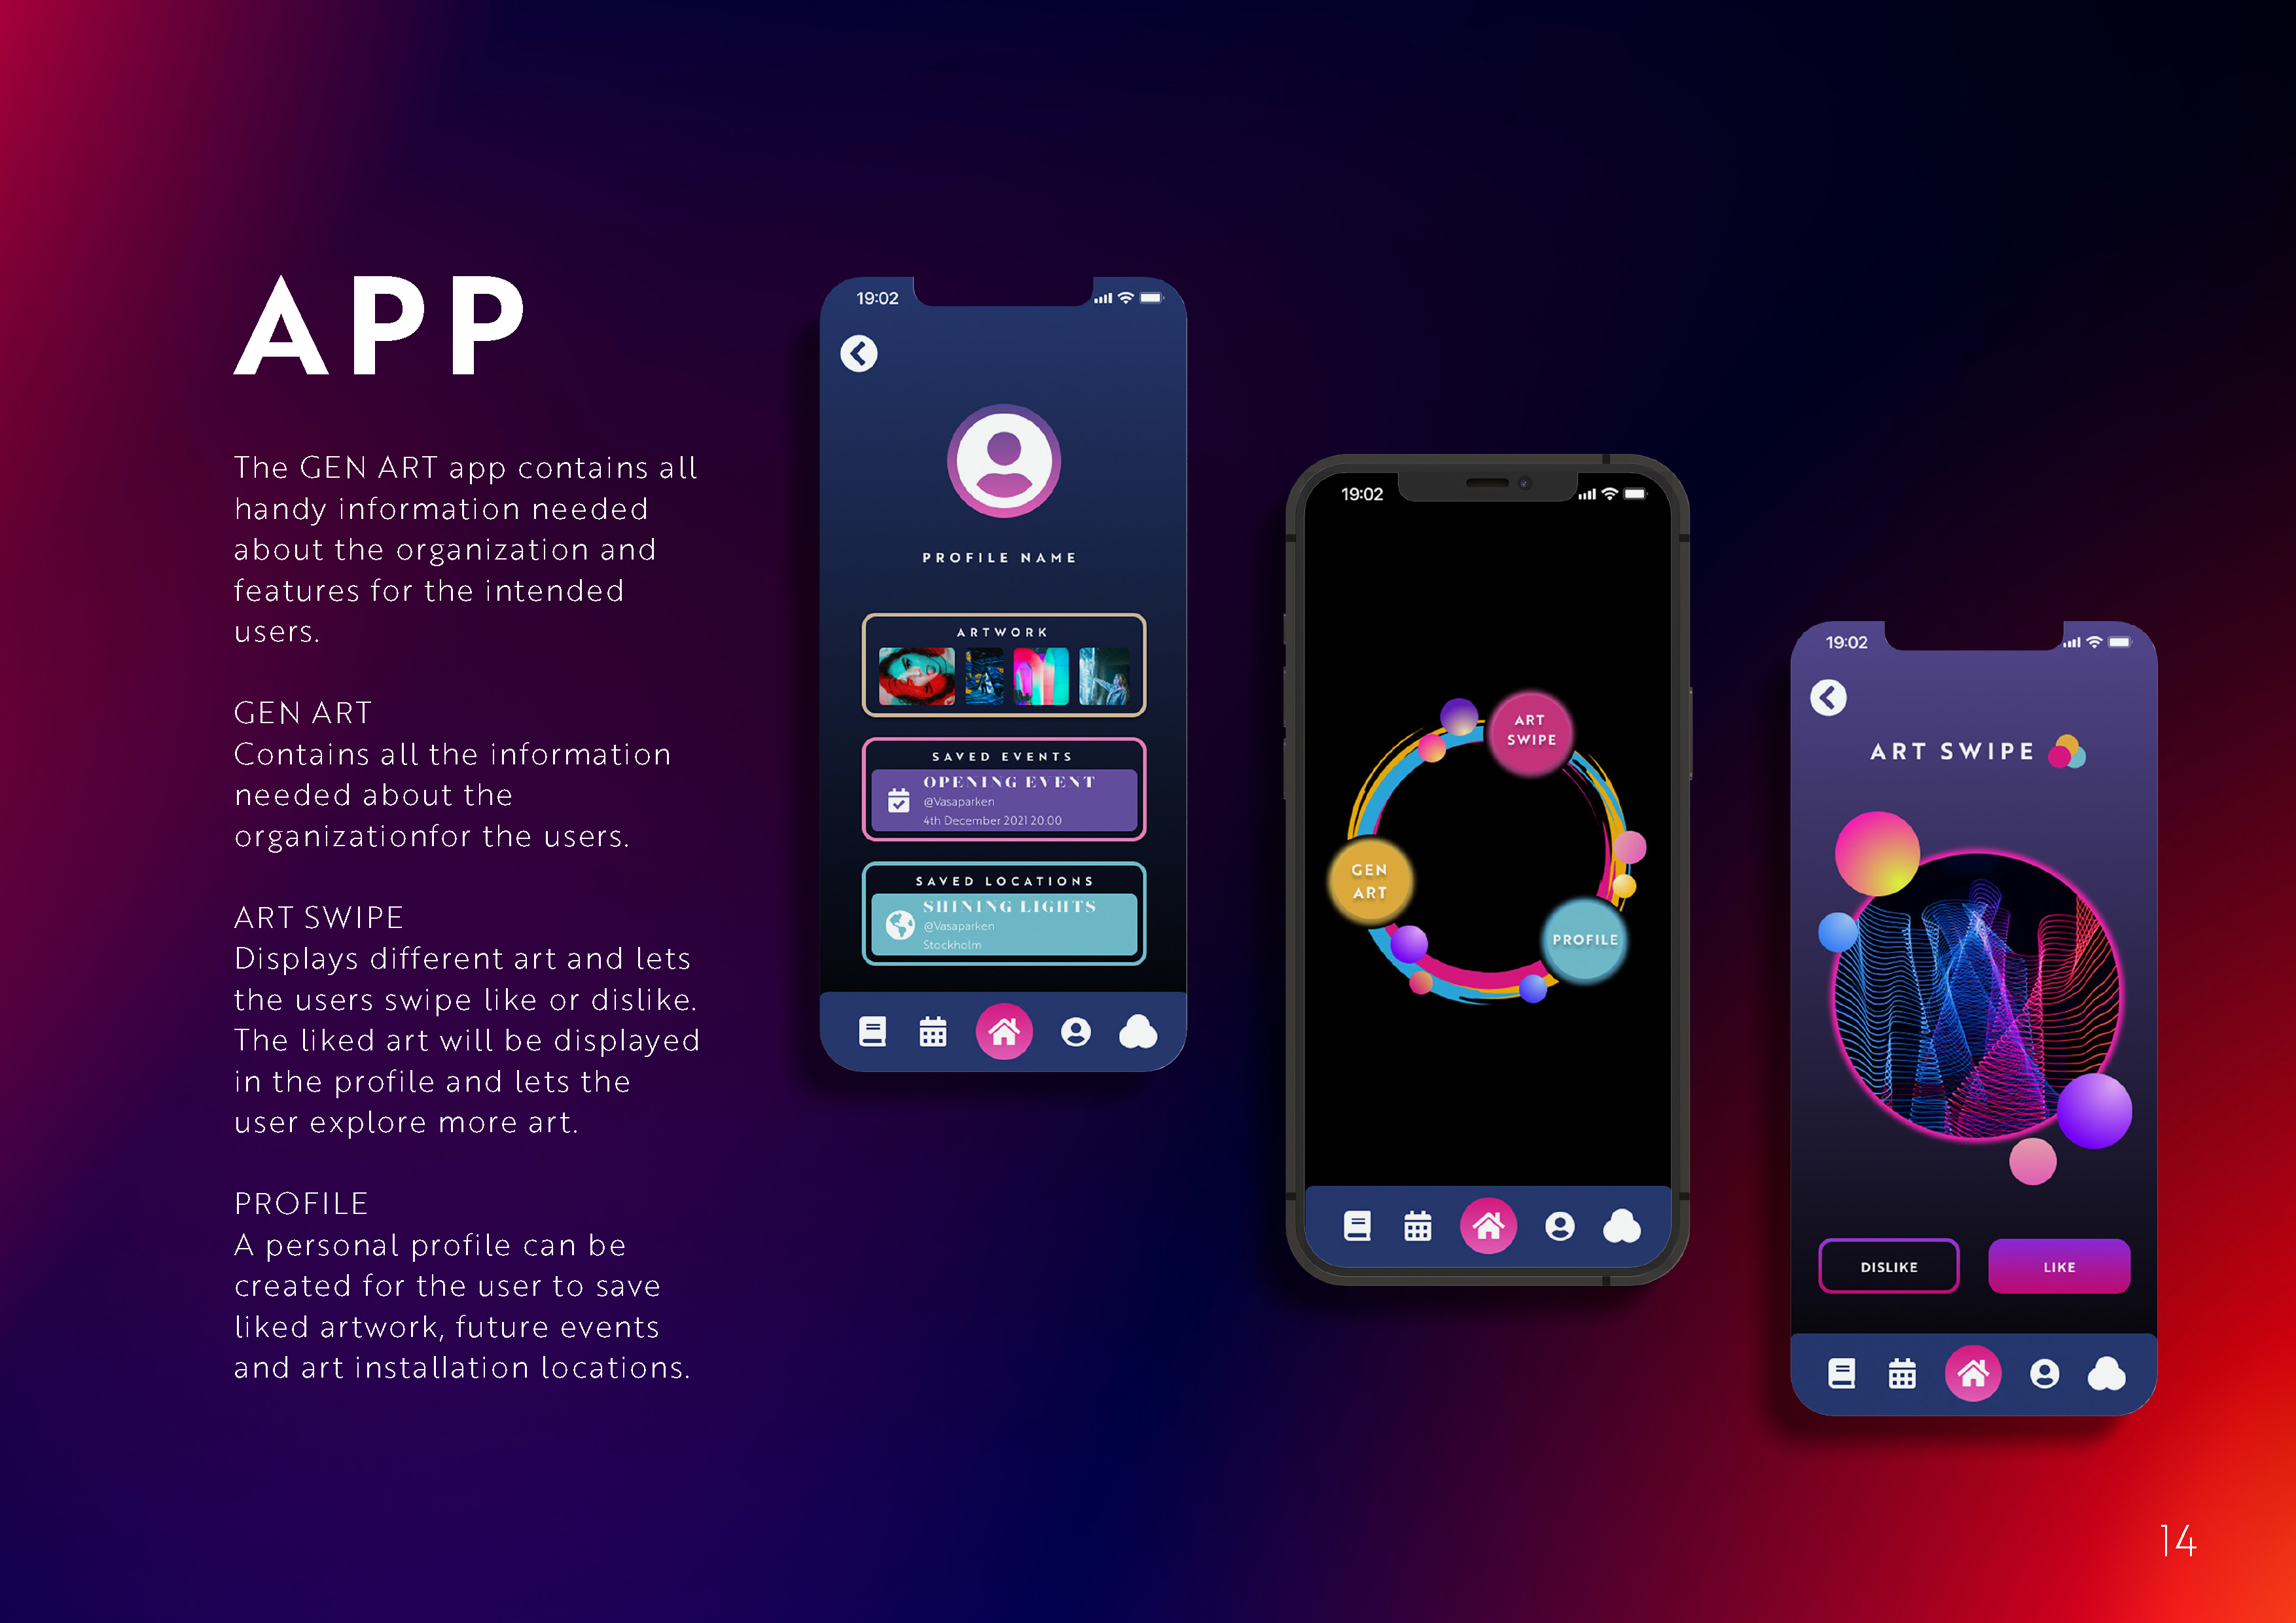 APP
The GEN ART app contains all
handy information needed
about the organization and
features for the intended
users.
GEN ART
Contains all the information
needed about the
organizationfor the users.
ART SWIPE
Displays different art and lets
the users swipe like or dislike.
The liked art will be displayed
in the profile and lets the
user explore more art.
PROFILE
A personal profile can be
created for the user to save
liked artwork, future events
and art installation locations.
19:02
PROFILE NAME
ARTWORK
SAVED EVENTS
OPENING EVENT
@Vasaparken
4th December 2021 20.00
SAVED LOCATIONS
SHINING LIGHTS
@Vasaparken
Stockholm
19:02
ART
SWIPE
GEN
ART
PROFILE
19:02
ART SWIPE
DISLIKE
LIKE
14